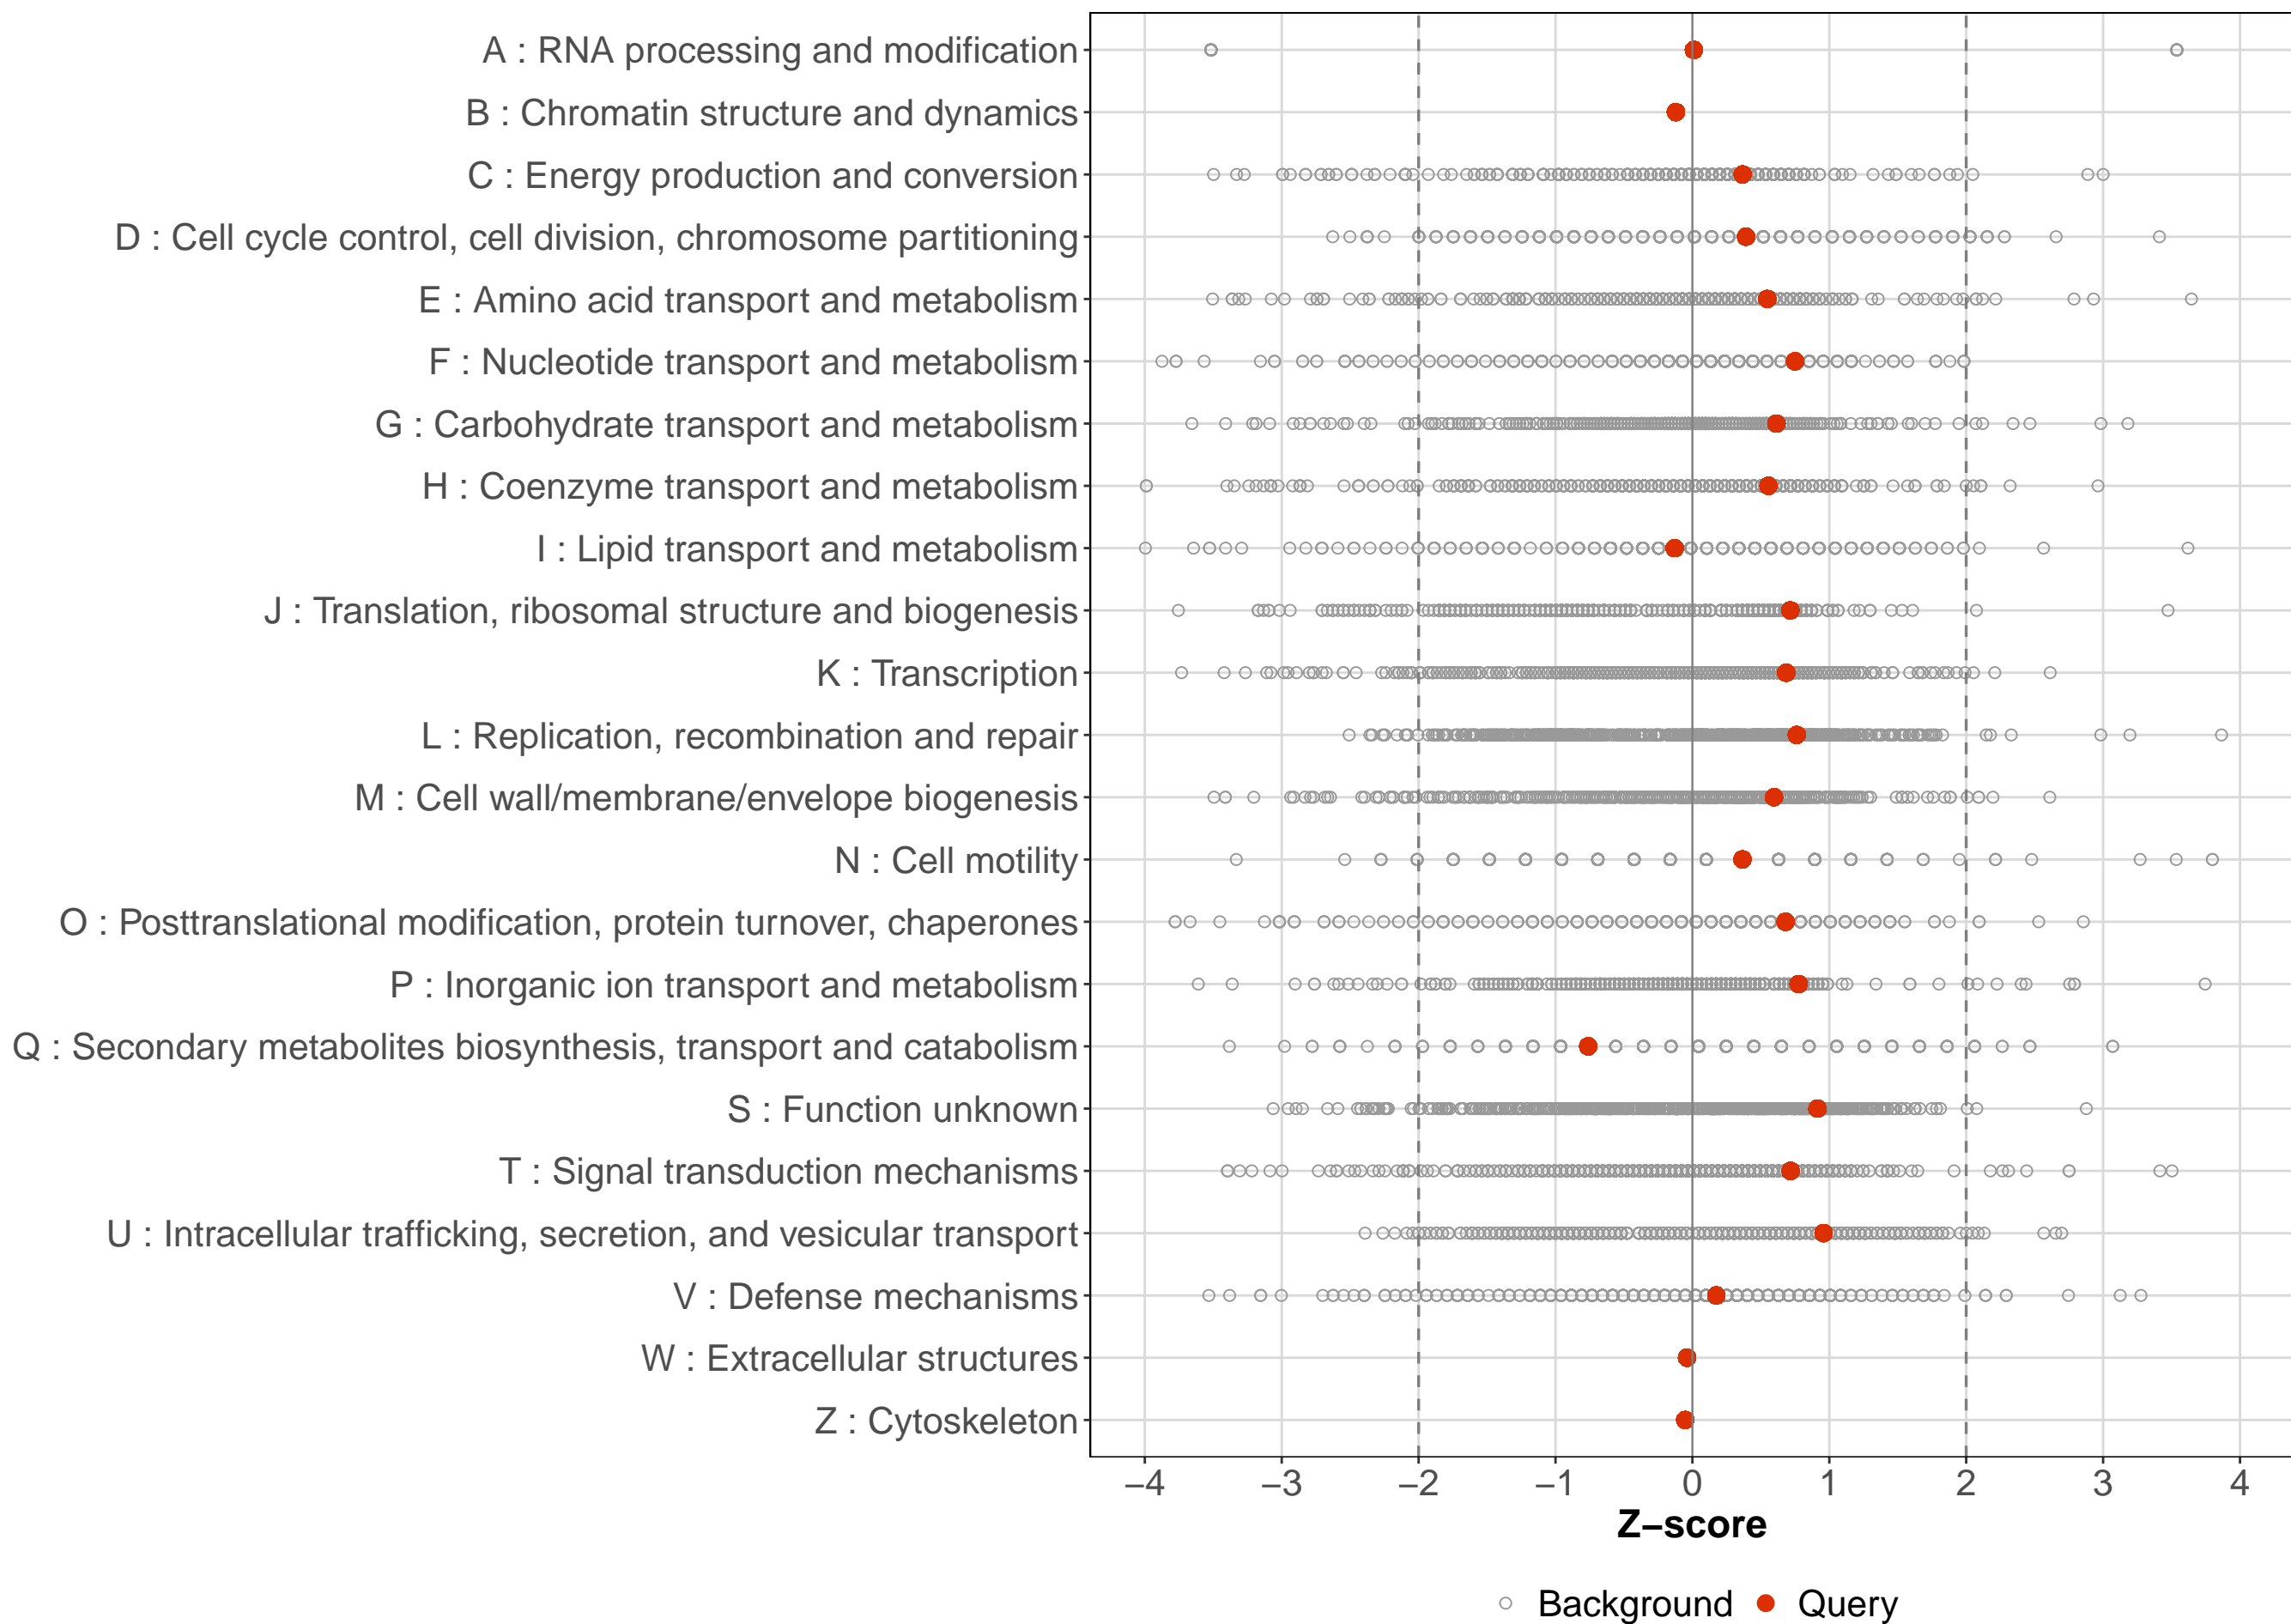 A : RNA processing and modification
B : Chromatin structure and dynamics
C : Energy production and conversion
D : Cell cycle control, cell division, chromosome partitioning
E : Amino acid transport and metabolism
F : Nucleotide transport and metabolism
G : Carbohydrate transport and metabolism
H : Coenzyme transport and metabolism
I : Lipid transport and metabolism
J : Translation, ribosomal structure and biogenesis
K : Transcription
L : Replication, recombination and repair
M : Cell wall/membrane/envelope biogenesis
N : Cell motility
O : Posttranslational modification, protein turnover, chaperones
P : Inorganic ion transport and metabolism
Q : Secondary metabolites biosynthesis, transport and catabolism
S : Function unknown
T : Signal transduction mechanisms
U : Intracellular trafficking, secretion, and vesicular transport
V : Defense mechanisms
W : Extracellular structures
Z : Cytoskeleton
−4 −3 −2 −1 0 1 2 3 4
Z−score
Background Query